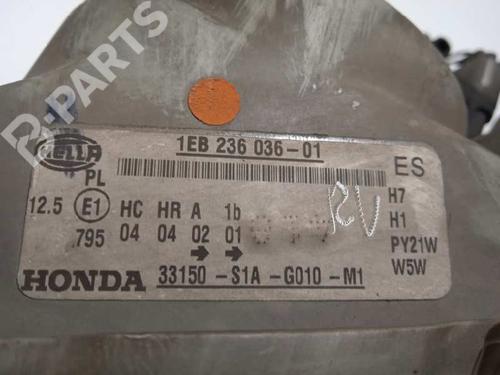 B-PARTS
1EB 236 036-01
HELLA
PL
ES
12.5 E1 HC HR A 1b
795 04 04 02 01
H7
H1
PY21W
W5W
HONDA 33150-S1A-G010-M1